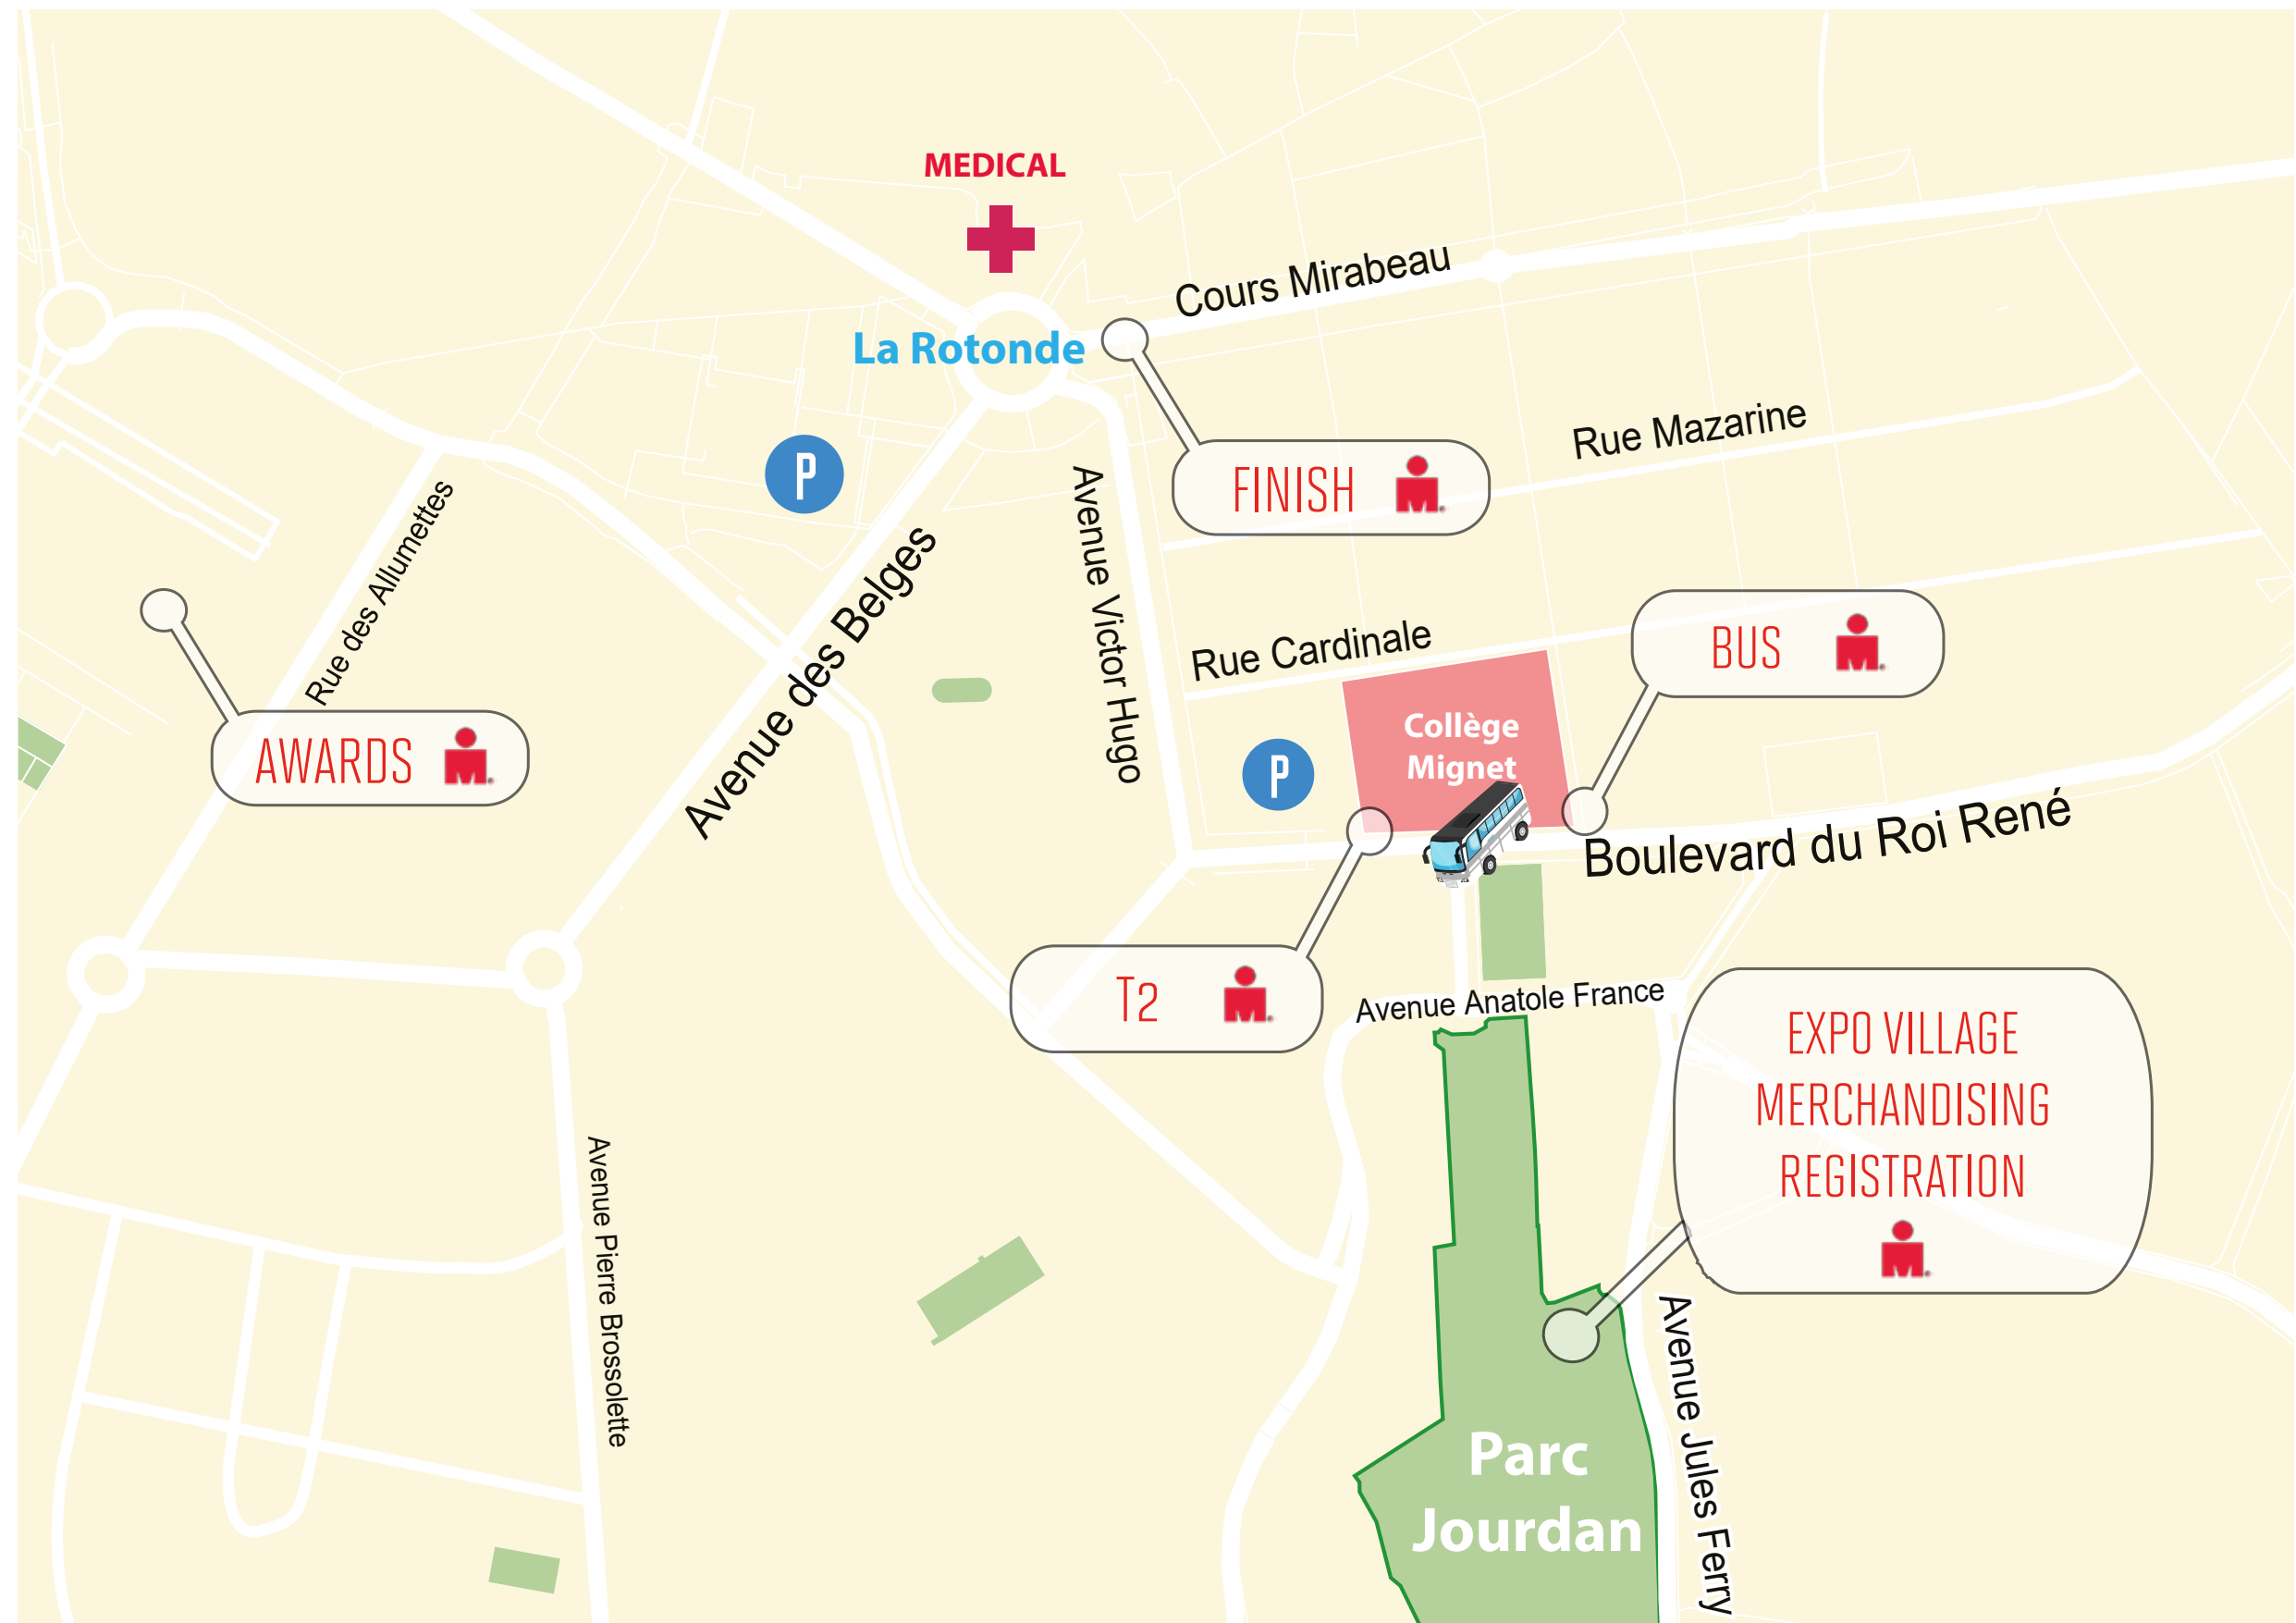 MEDICAL
Cours Mirabeau
La Rotonde
Rue Mazarine
P
FINISH M
Avenue Victor Hugo
Rue des Allumettes
Avenue des Belges
Rue Cardinale
BUS M
AWARDS M
P
Collège
Mignet
Boulevard du Roi René
T2 M
Avenue Anatole France
EXPO VILLAGE
MERCHANDISING
REGISTRATION
M
Avenue Pierre Brossolette
Avenue Jules Ferry
Parc
Jourdan